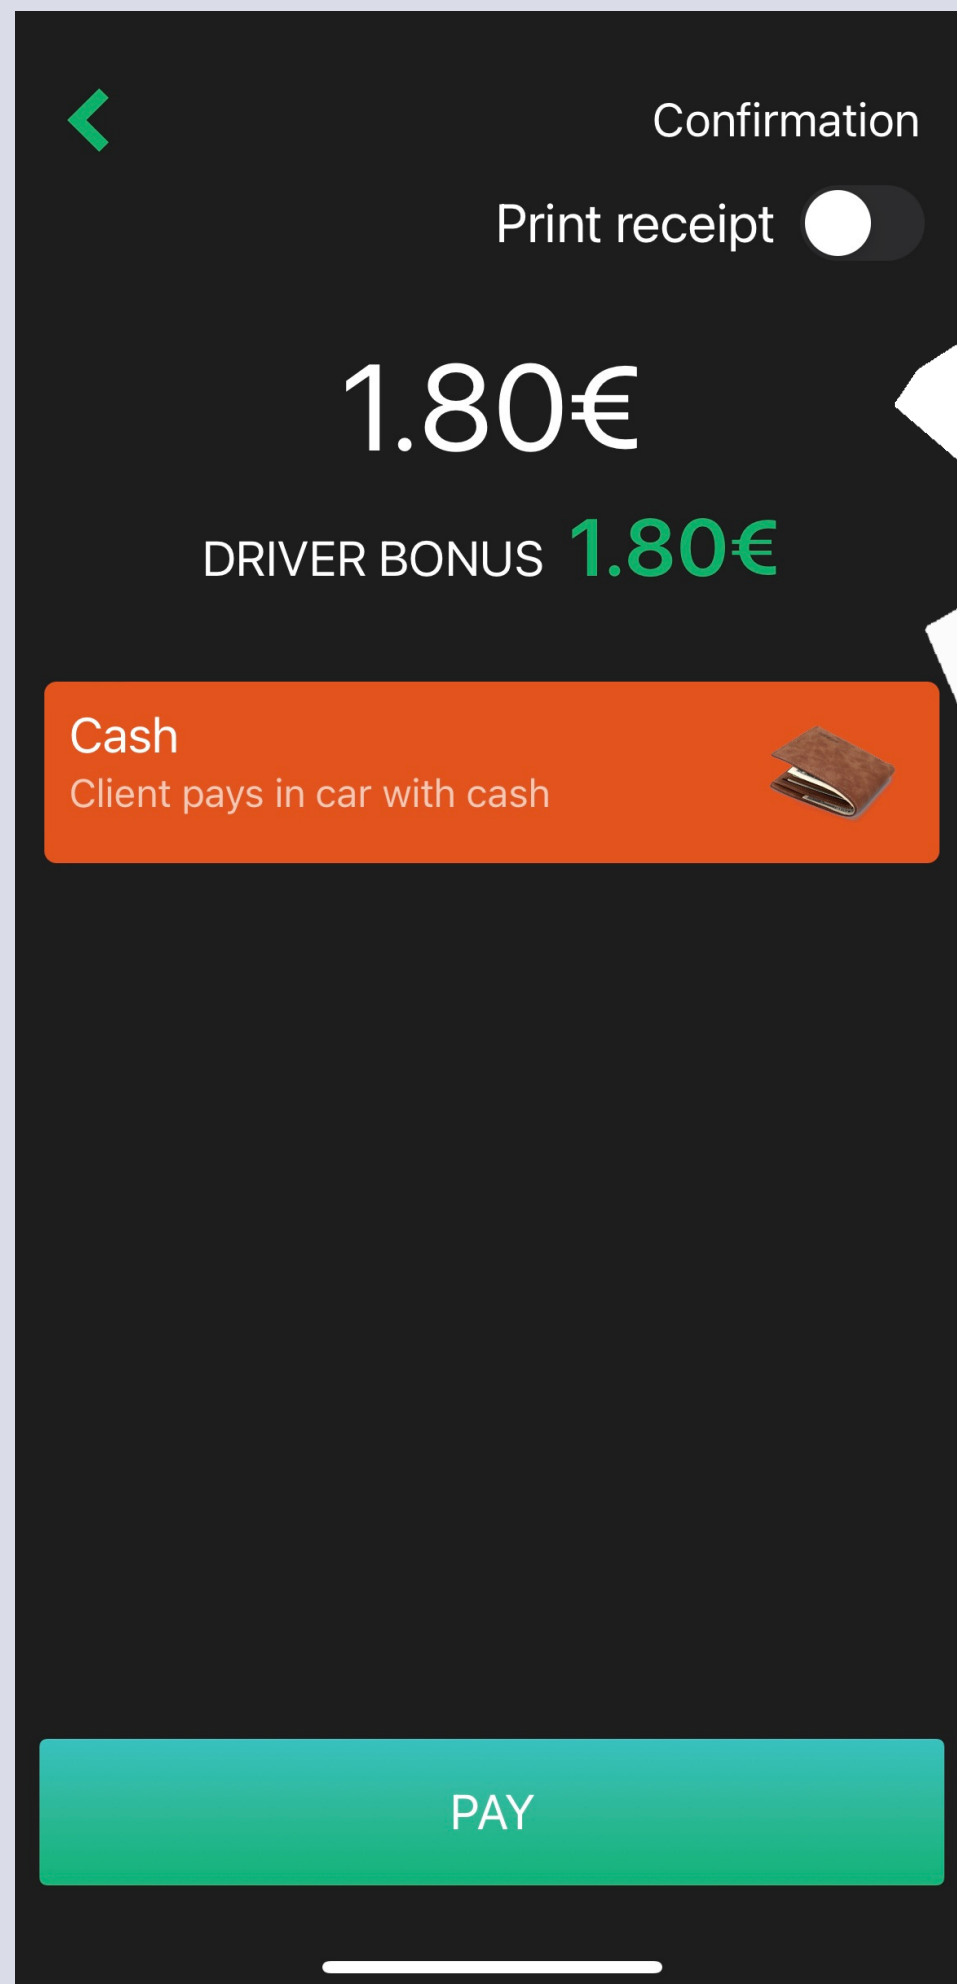 Confirmation
Print receipt
1.80€
DRIVER BONUS 1.80€
Cash
Client pays in car with cash
PAY